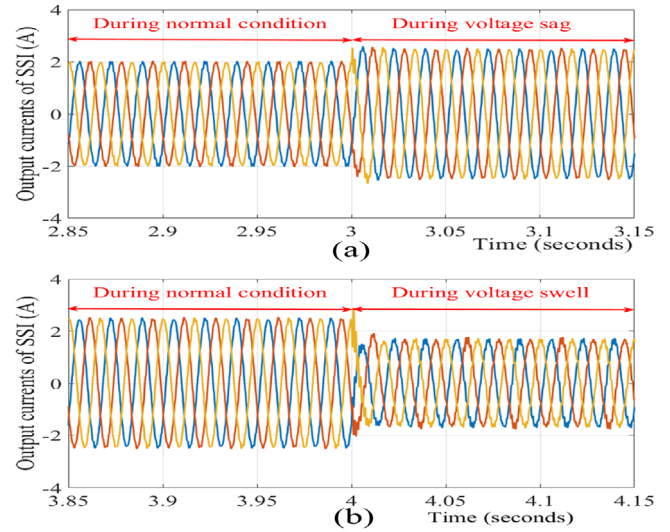 During normal condition During voltage sag
Output currents of SSI (A)
4
2
0
-2
-4
2.85 2.9 2.95 3 3.05 3.1 3.15
(a) Time (seconds)
During normal condition During voltage swell
Output currents of SSI (A)
4
2
0
-2
-4
3.85 3.9 3.95 4 4.05 4.1 4.15
(b) Time (seconds)